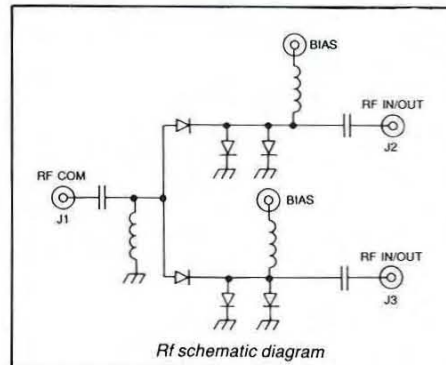 BIAS
RF IN/OUT
J2
RF COM
J1
BIAS
RF IN/OUT
J3
Rf schematic diagram